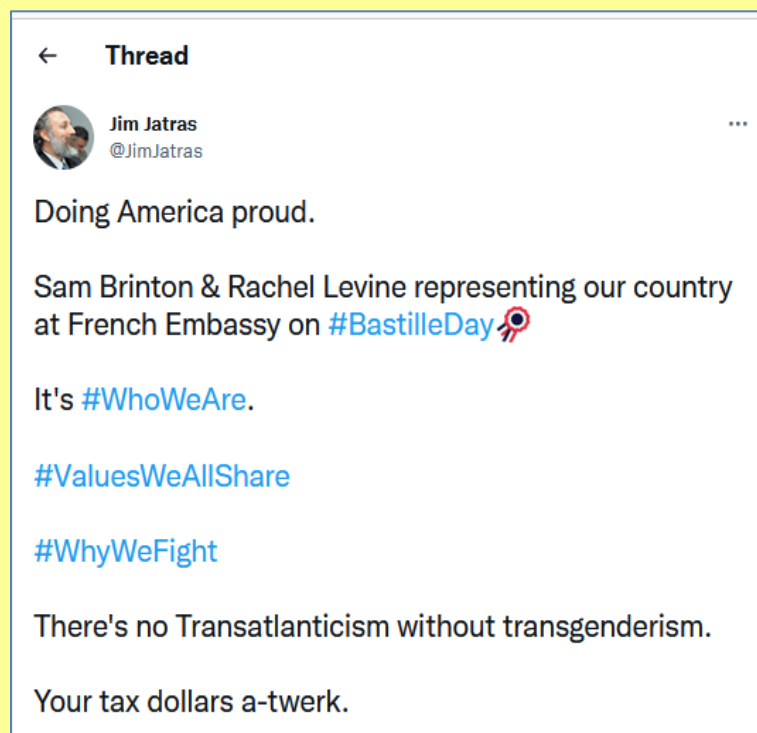 Thread
Jim Jatras
@JimJatras
Doing America proud.
Sam Brinton & Rachel Levine representing our country
at French Embassy on #BastilleDay
It's #WhoWeAre.
#ValuesWeAllShare
#WhyWeFight
There's no Transatlanticism without transgenderism.
Your tax dollars a-twerk.